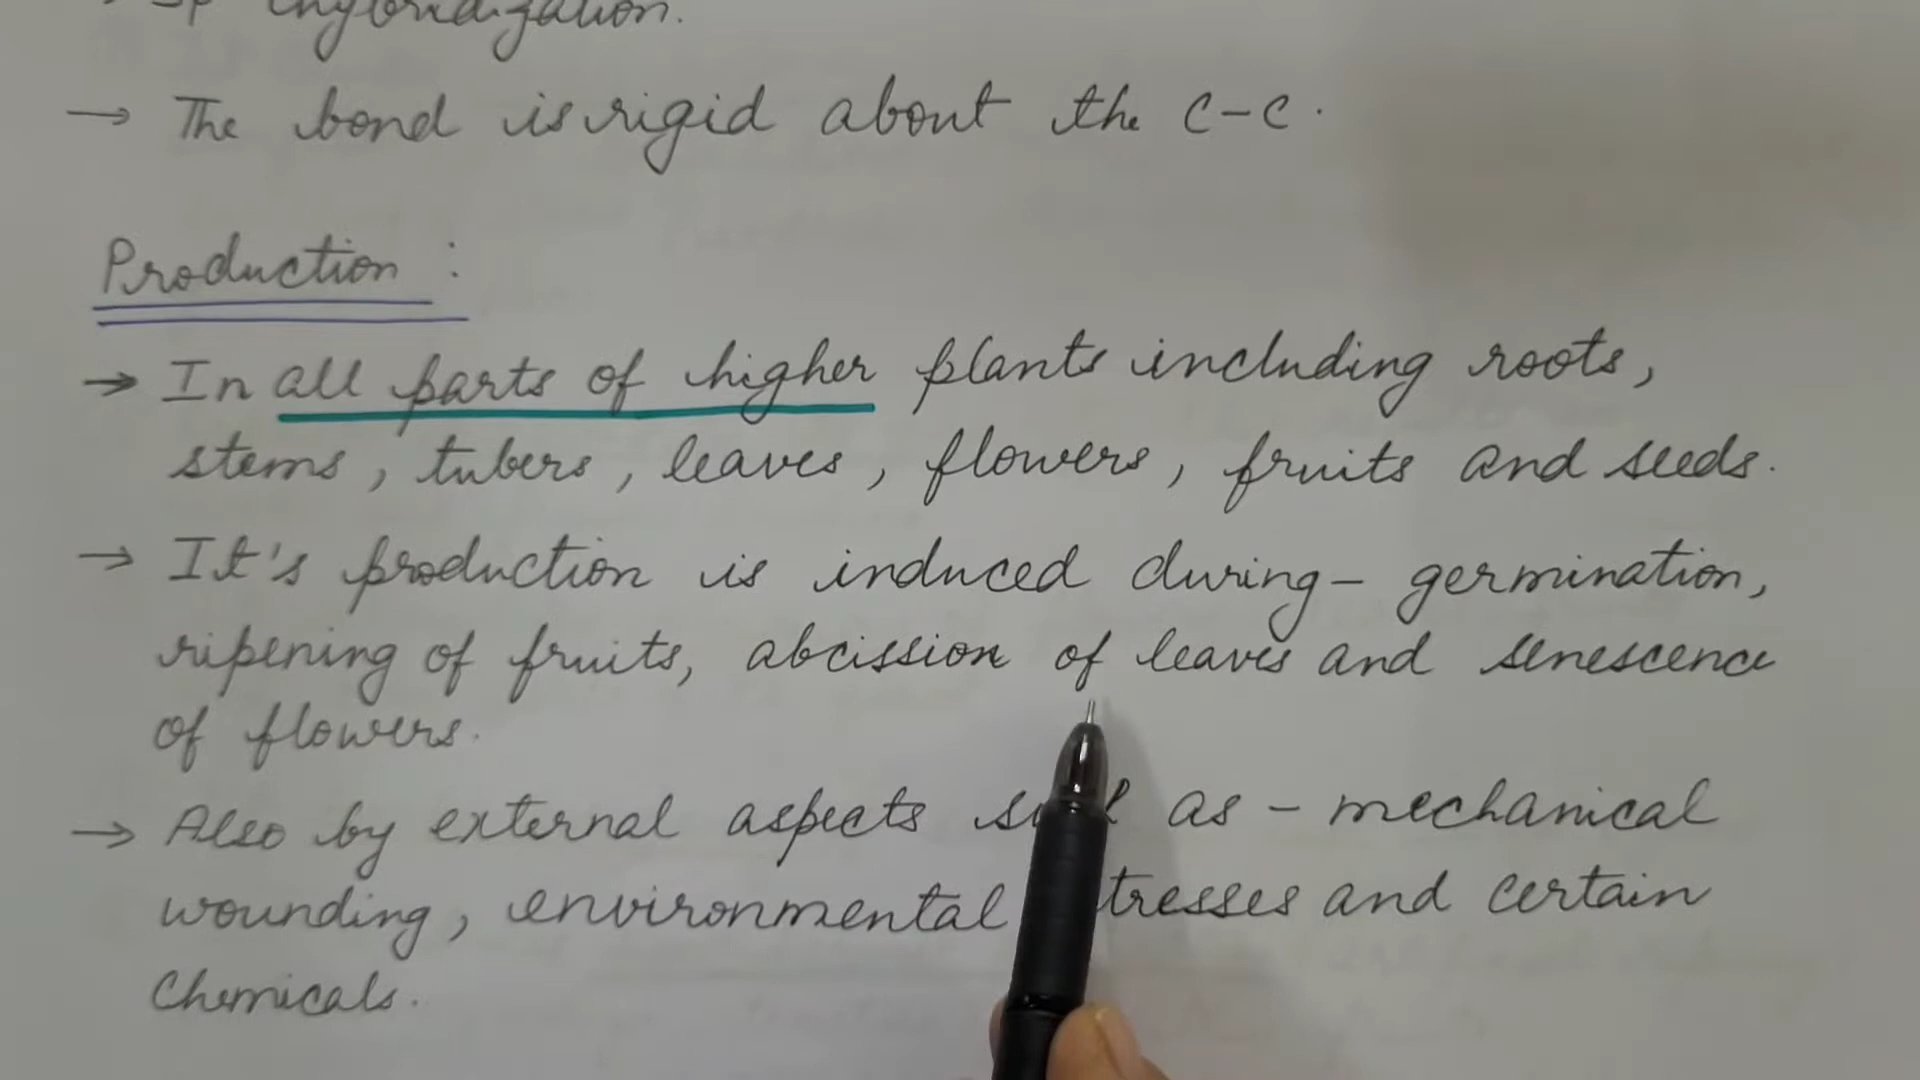 hybridization.
→ The bond is rigid about the C-C.
Production :
→ In all parts of higher plants including roots,
stems, tubers, leaves, flowers, fruits and seeds.
→ It's production is induced during - germination,
ripening of fruits, abcission of leaves and senescence
of flowers.
→ Also by external aspects as - mechanical
wounding, environmental tresses and certain
Chemicals.